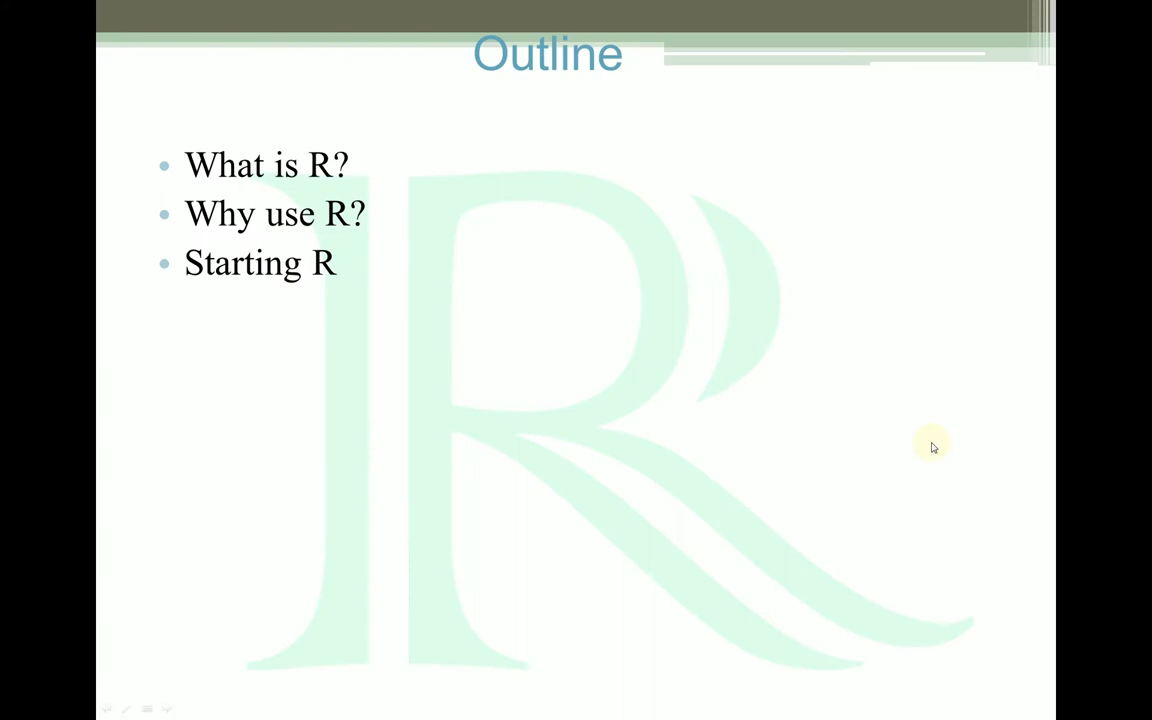 Outline
• What is R?
• Why use R?
• Starting R